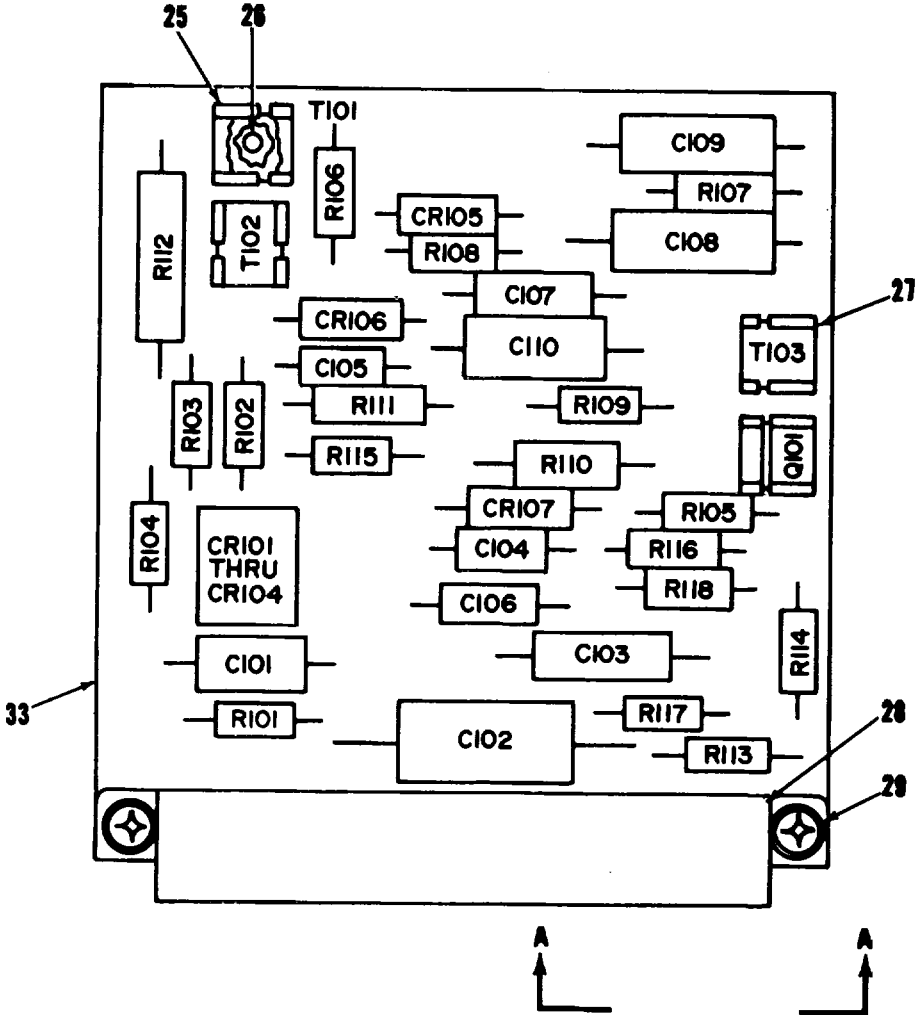 25
26
T101
C109
R106
R107
CR105
R112
T102
R108
C108
C107
27
CR106
C110
T103
C105
R111
R109
R103
R102
R115
R110
Q101
CR107
R105
R104
CR101
THRU
CR104
C104
R116
R118
C106
C101
C103
R114
33
R101
R117
28
C102
R113
29
A
A